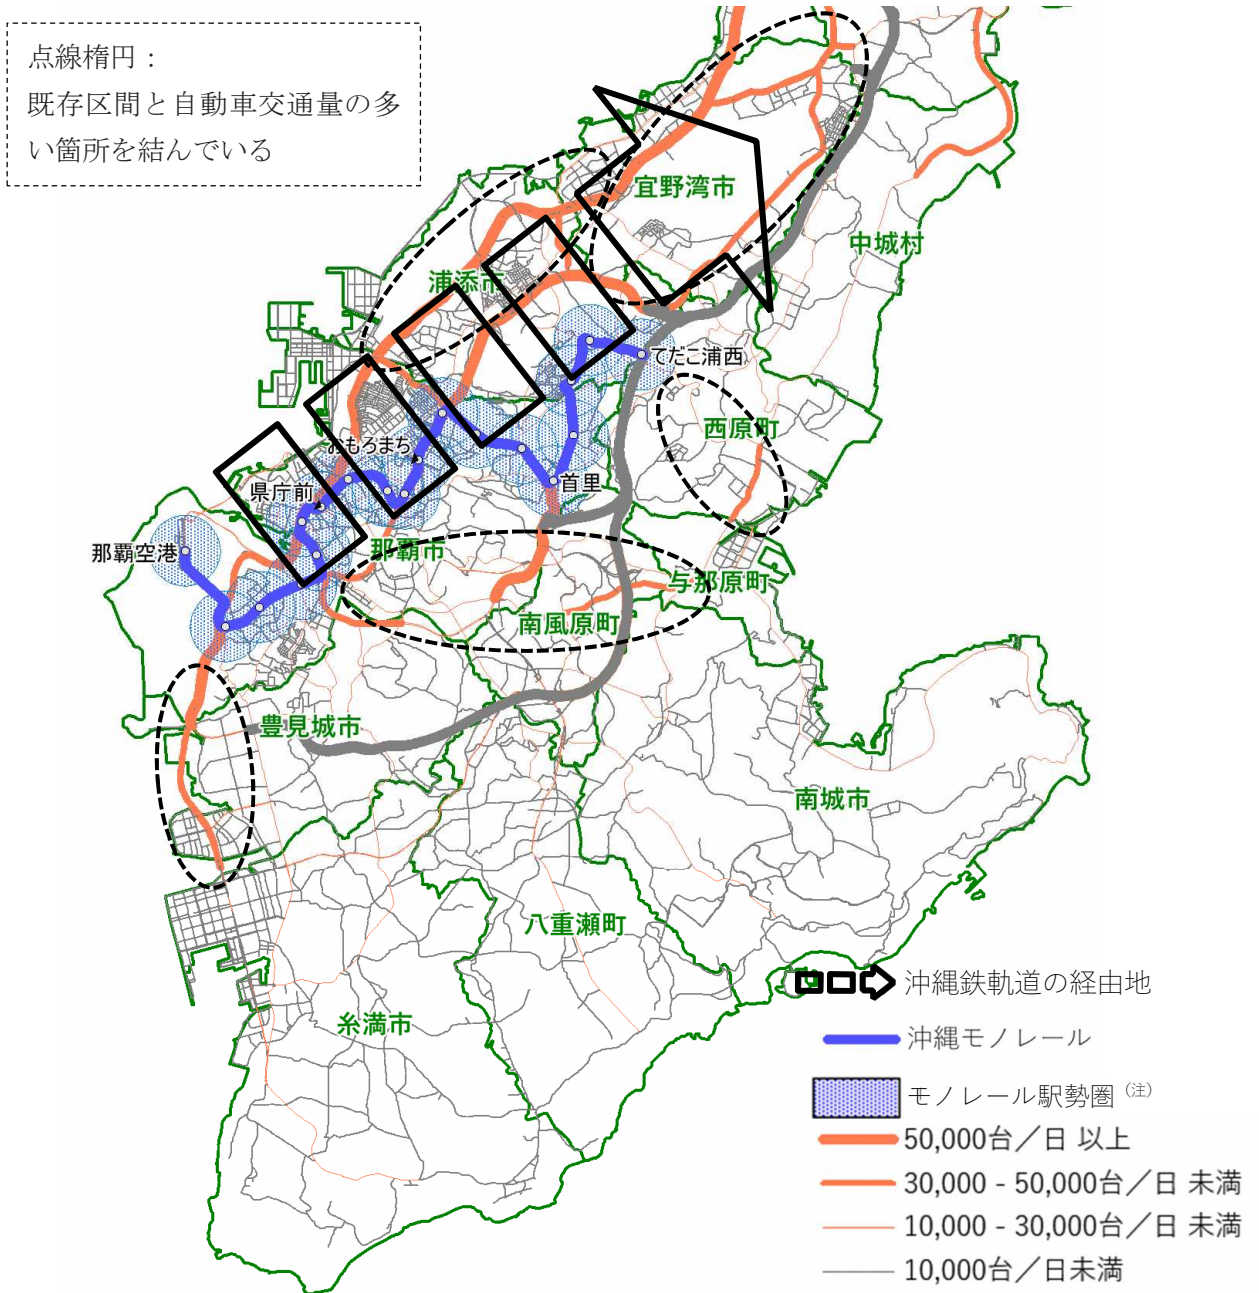 点線楕円：
既存区間と自動車交通量の多
い箇所を結んでいる
宜野湾市
中城村
浦添市
てだこ浦西
西原町
おもろまち
首里
県庁前
那覇空港
那覇市
与那原町
南風原町
豊見城市
南城市
八重瀬町
糸満市
沖縄鉄軌道の経由地
沖縄モノレール
モノレール駅勢圏（注）
50,000台／日 以上
30,000 - 50,000台／日 未満
10,000 - 30,000台／日 未満
10,000台／日未満